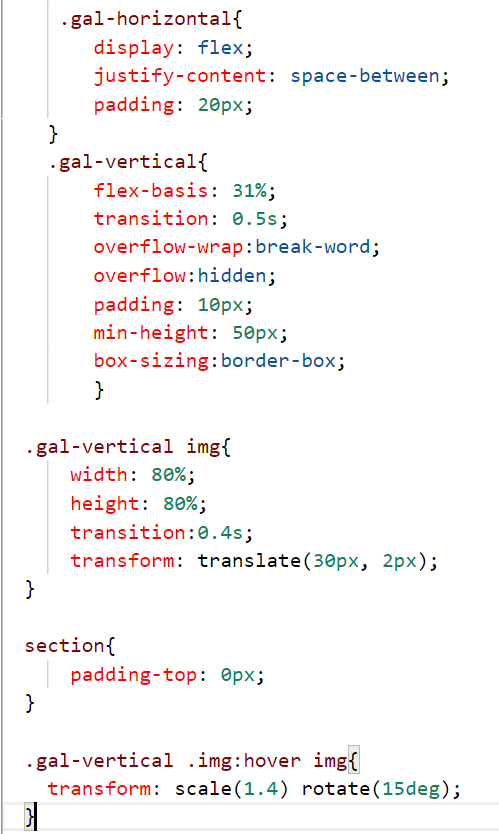 .gal-horizontal{
display: flex;
justify-content: space-between;
padding: 20px;
}
.gal-vertical{
flex-basis: 31%;
transition: 0.5s;
overflow-wrap:break-word;
overflow:hidden;
padding: 10px;
min-height: 50px;
box-sizing:border-box;
}
.gal-vertical img{
width: 80%;
height: 80%;
transition:0.4s;
transform: translate(30px, 2px);
}
section{
padding-top: 0px;
}
.gal-vertical .img:hover img{
transform: scale(1.4) rotate(15deg);
}